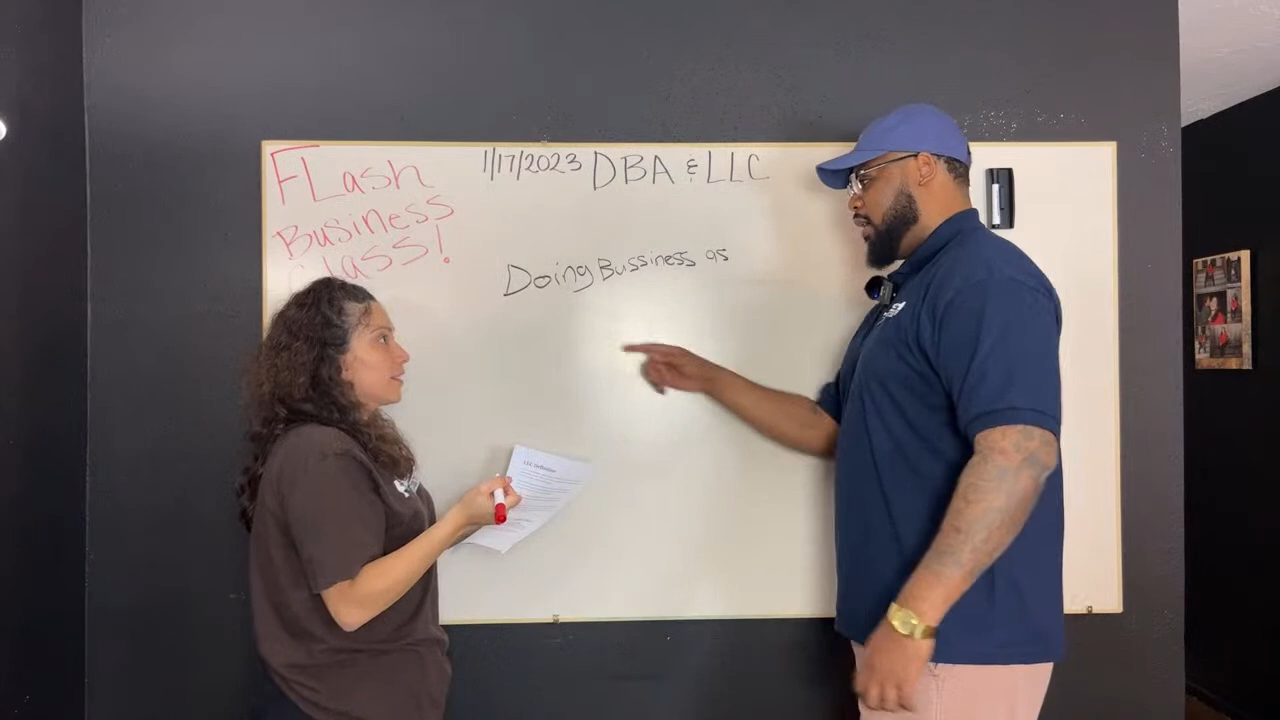 FLash
Business
Class!
1/17/2023 DBA & LLC
Doing Bussiness as
LLC Definition